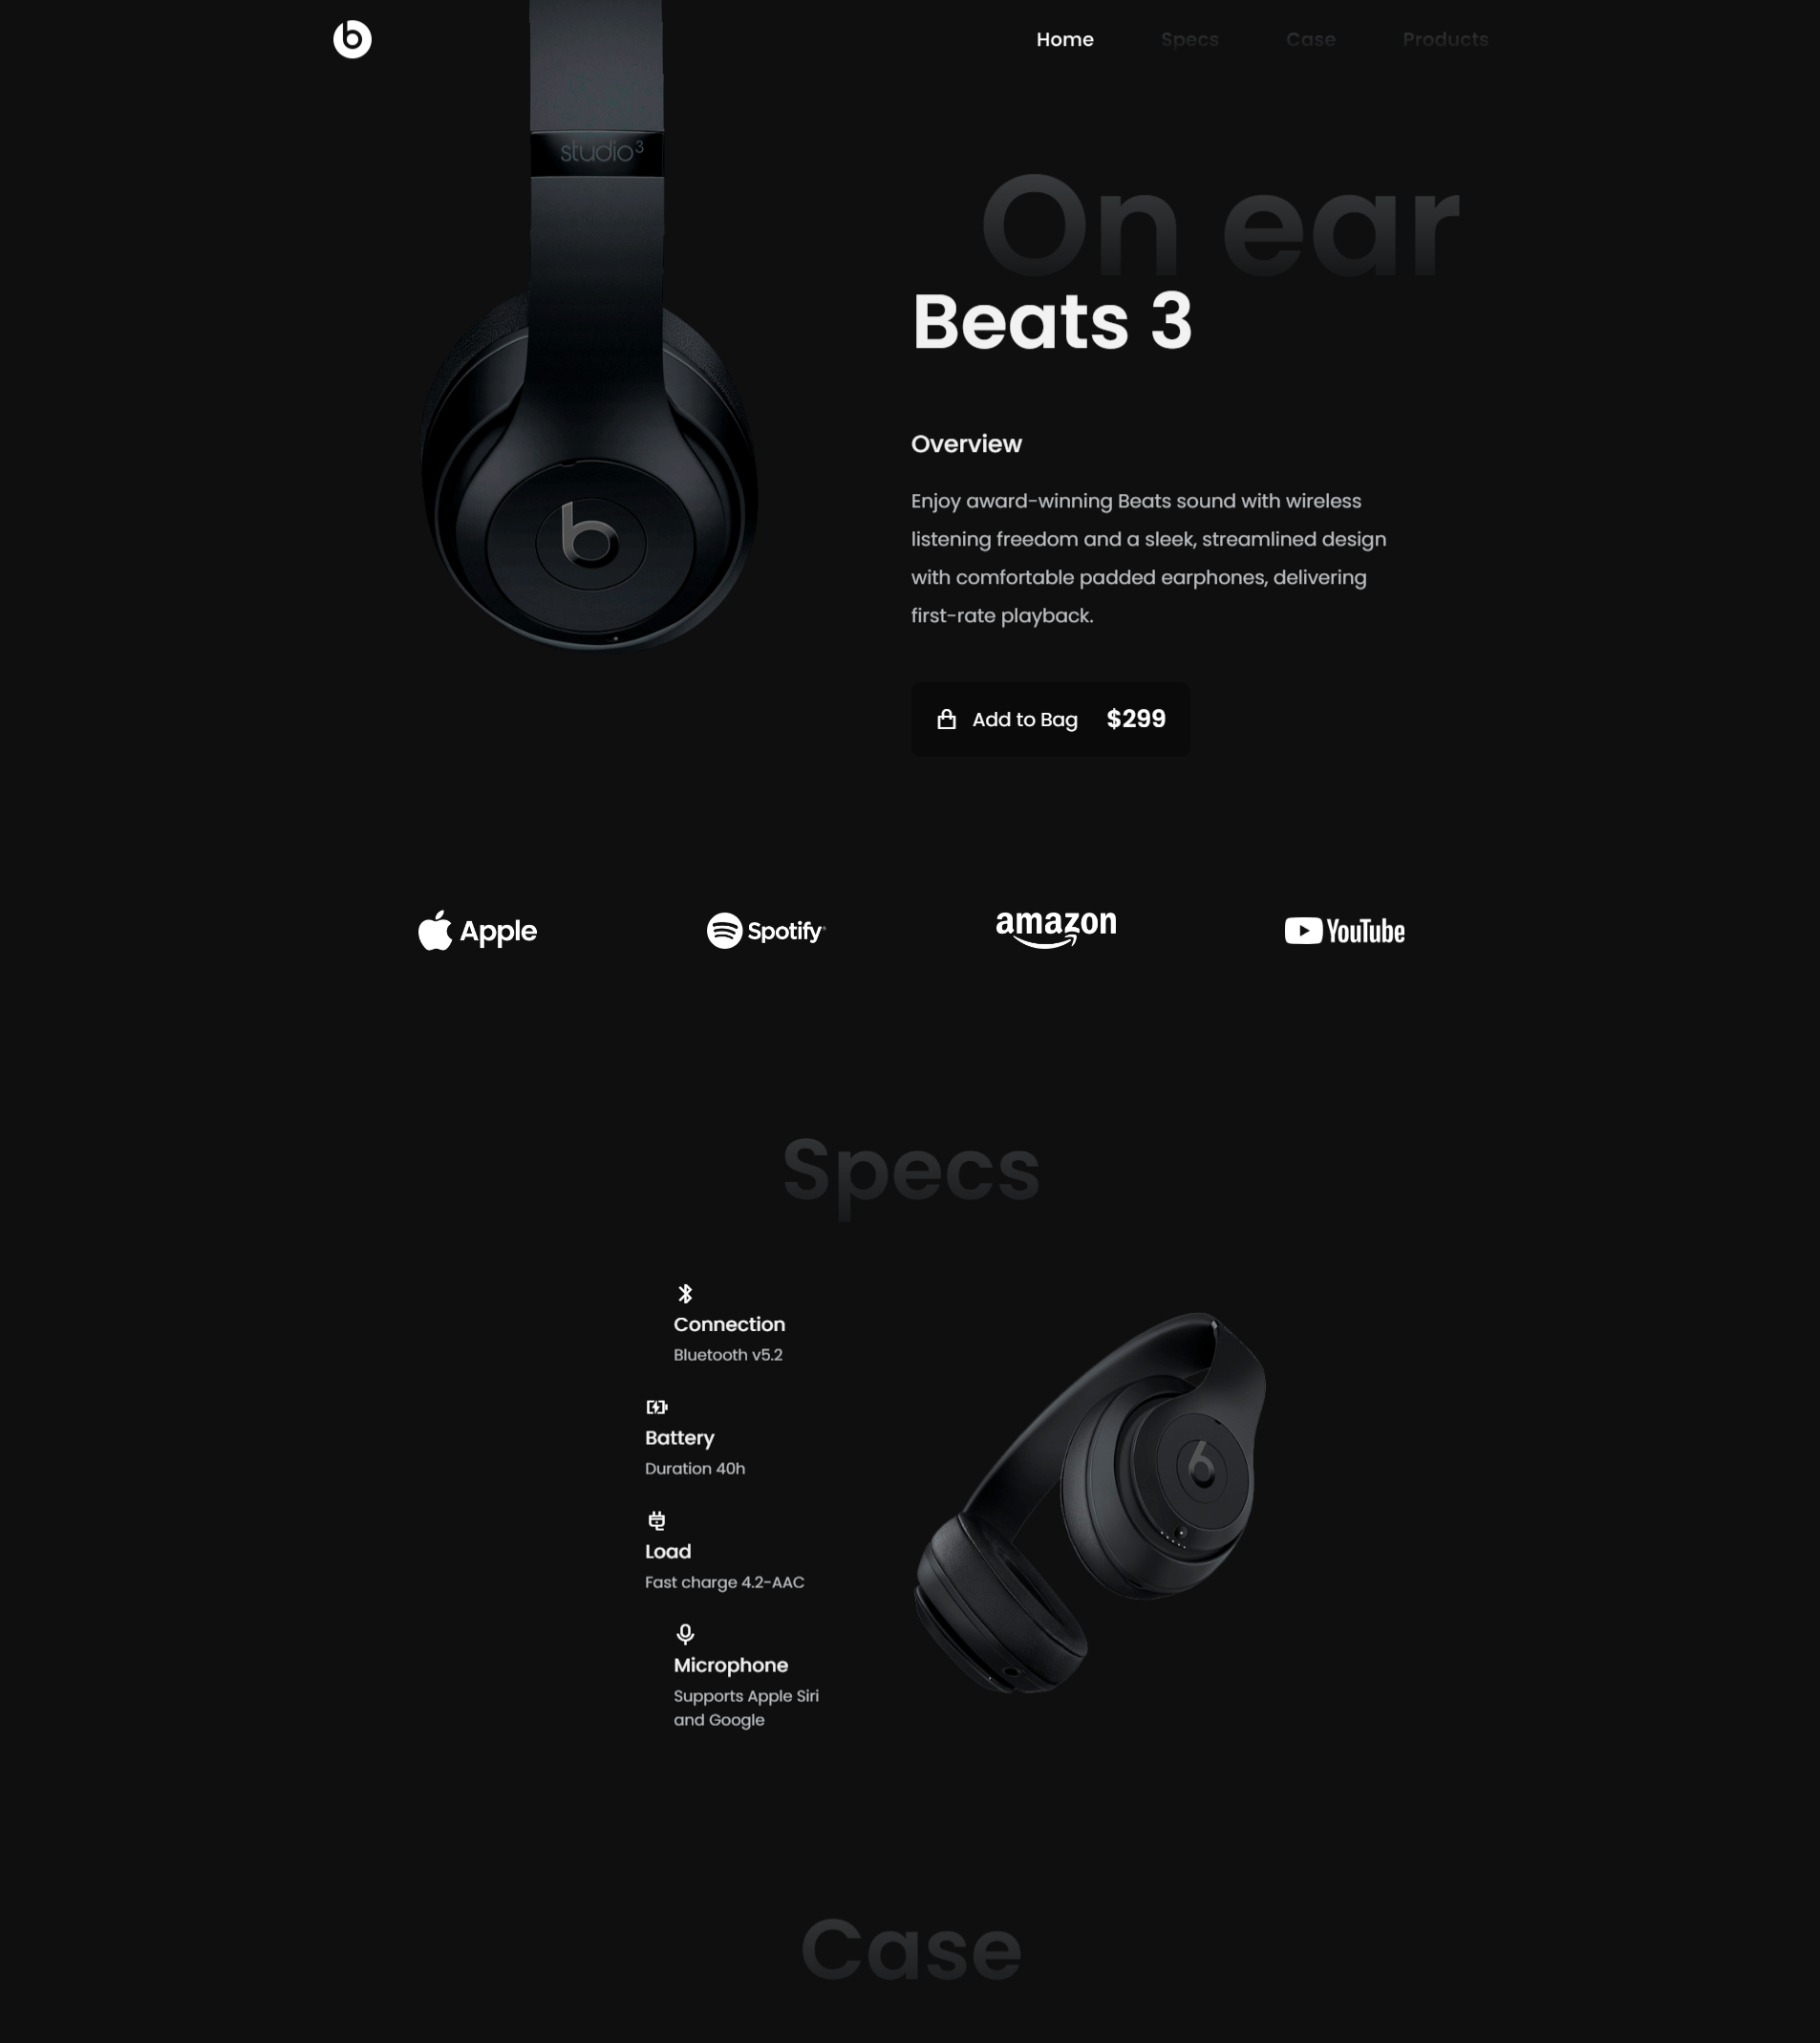 Home Specs Case Products
studio3
On ear
Beats 3
Overview
Enjoy award-winning Beats sound with wireless
listening freedom and a sleek, streamlined design
with comfortable padded earphones, delivering
first-rate playback.
Add to Bag $299
Apple Spotify amazon YouTube
Specs
Connection
Bluetooth v5.2
Battery
Duration 40h
Load
Fast charge 4.2-AAC
Microphone
Supports Apple Siri
and Google
Case